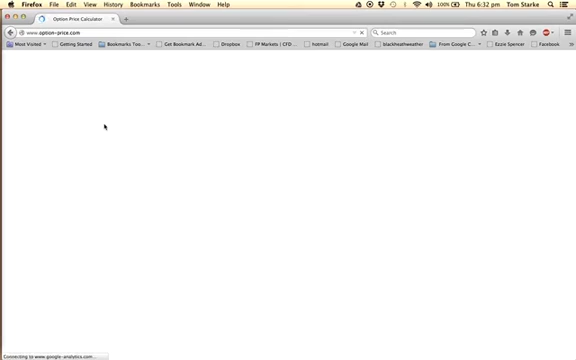 Firefox File Edit View History Bookmarks Tools Window Help 100% Thu 6:32 pm Tom Starke
Option Price Calculator
www.option-price.com Search
Most Visited Getting Started Bookmarks Too... Get Bookmark Ad... Dropbox FP Markets | CFD ... hotmail Google Mail blackheathweather From Google C... Ezzie Spencer Facebook
Connecting to www.google-analytics.com...